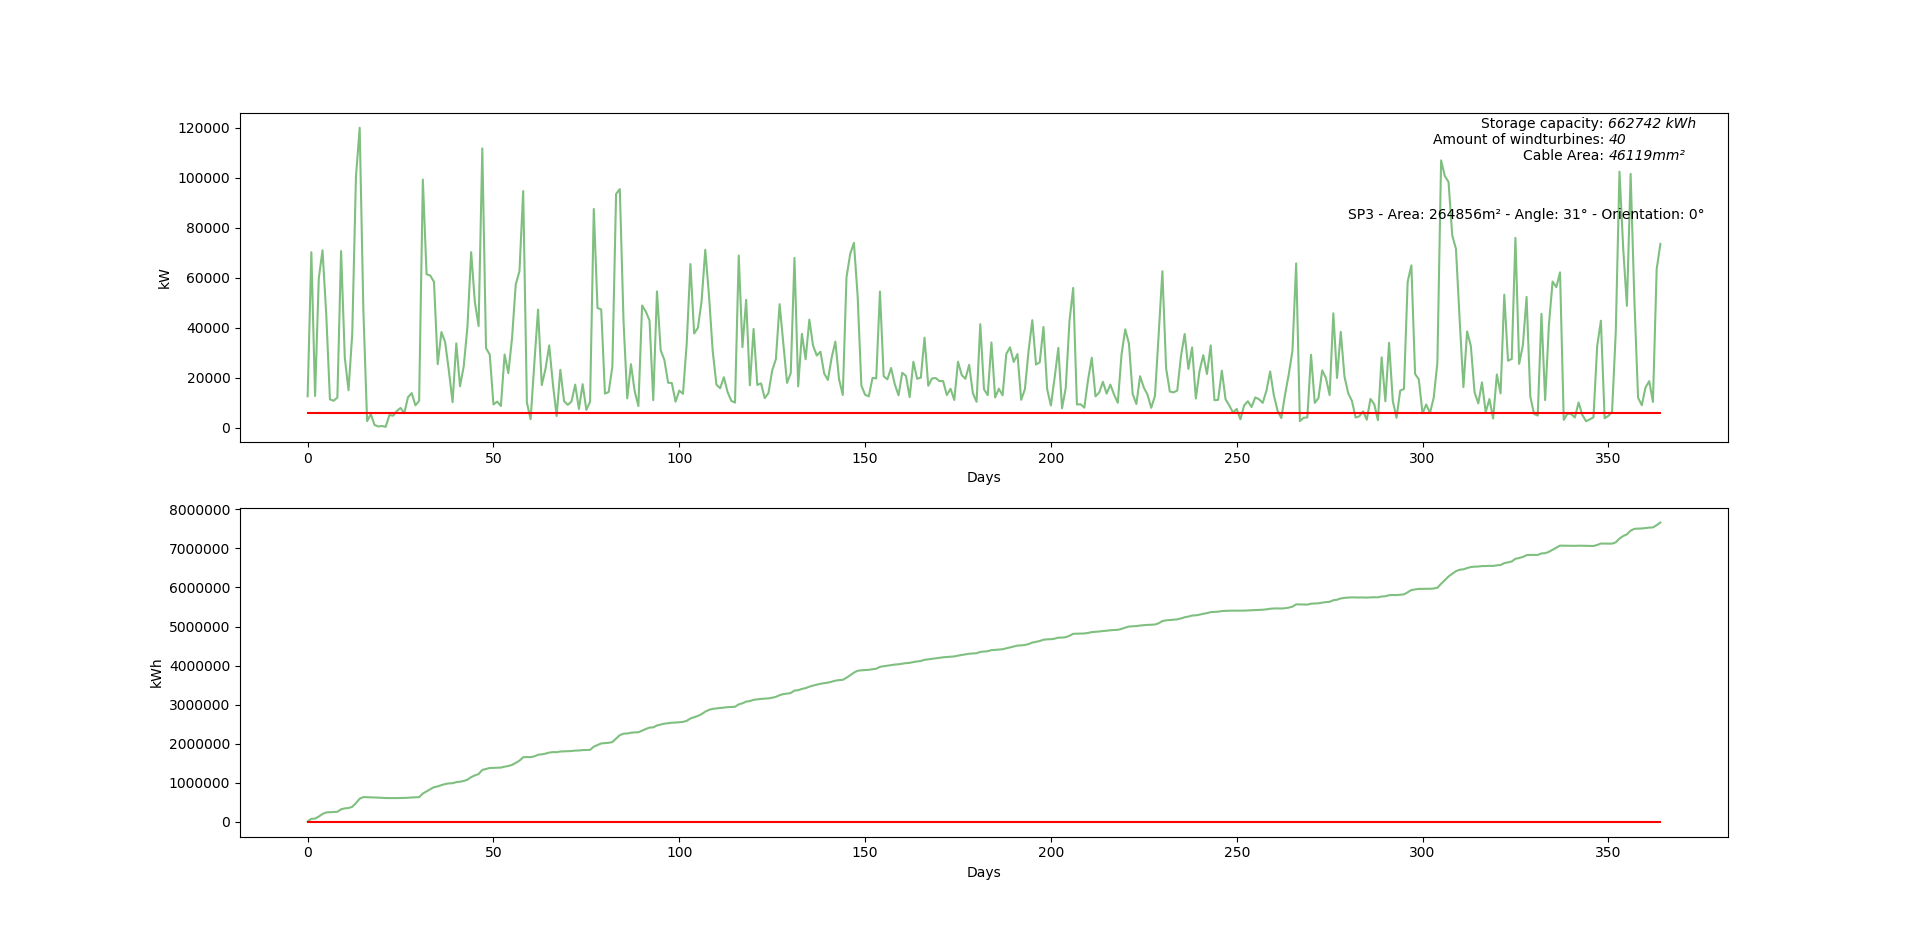 Storage capacity: 662742 kWh
Amount of windturbines: 40
Cable Area: 46119mm²
SP3 - Area: 264856m² - Angle: 31° - Orientation: 0°
120000
100000
80000
60000
40000
20000
0
kW
0 50 100 150 200 250 300 350
Days
8000000
7000000
6000000
5000000
4000000
3000000
2000000
1000000
0
kWh
0 50 100 150 200 250 300 350
Days